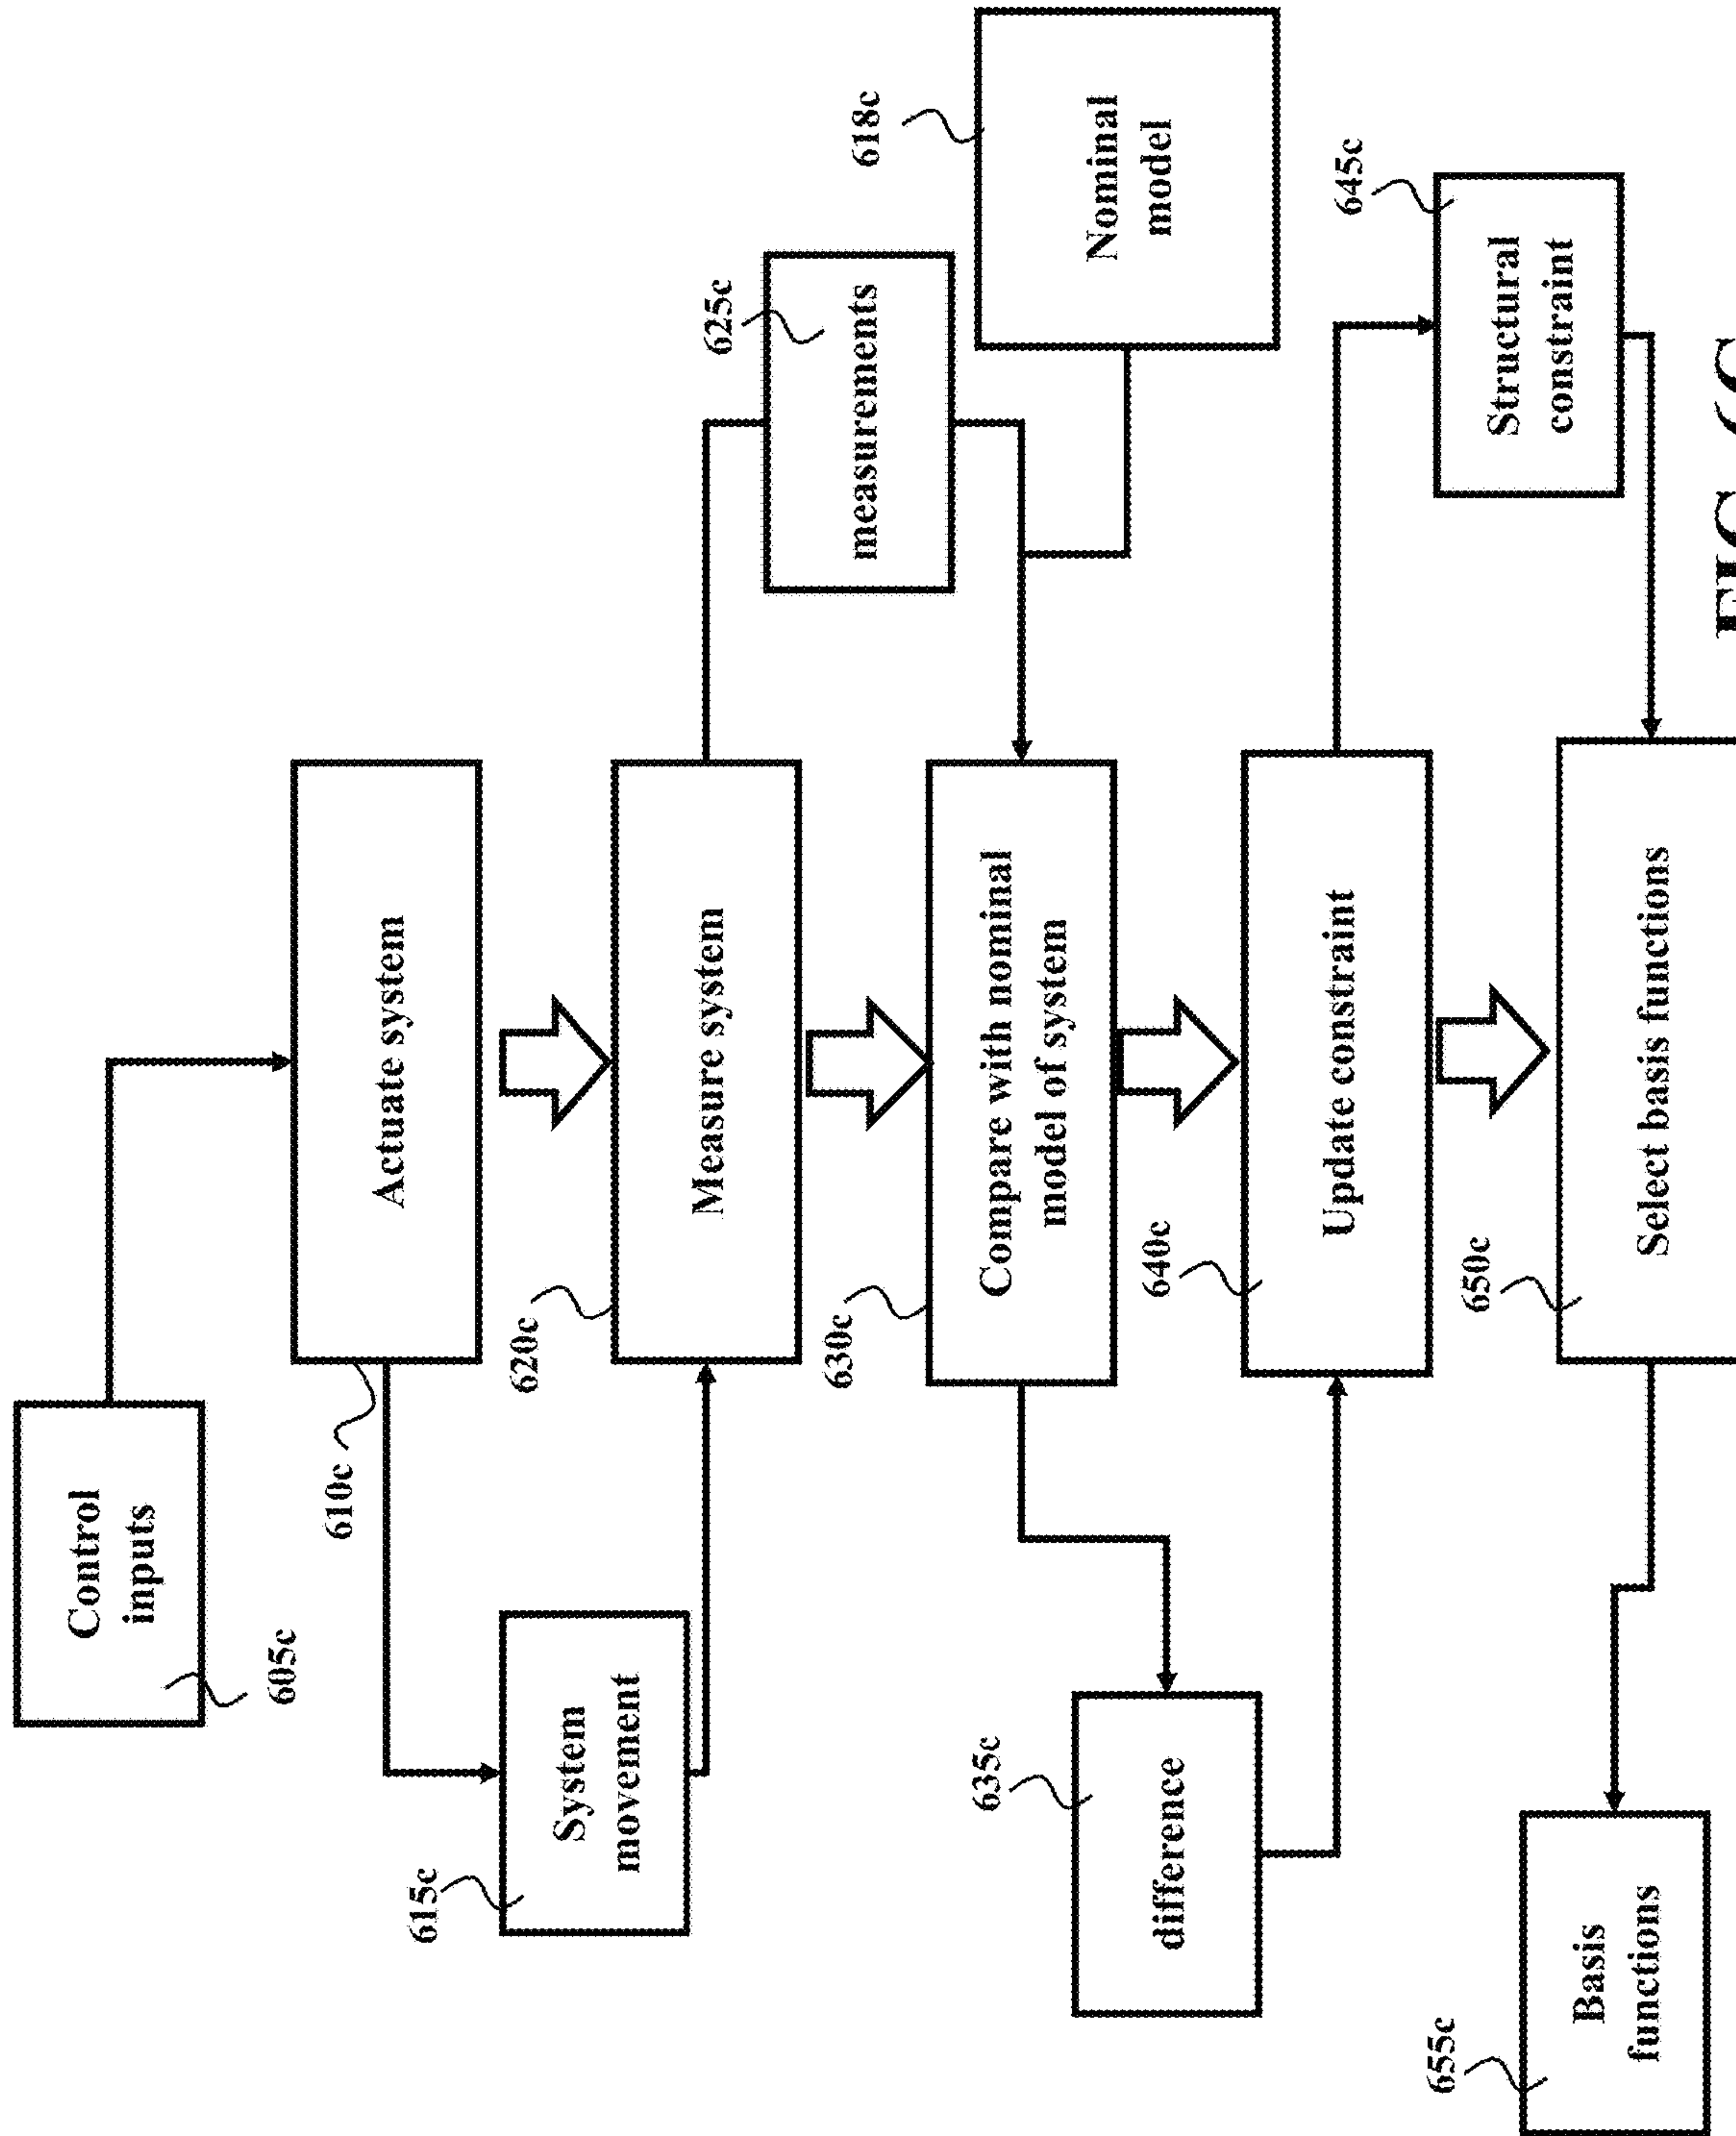 Control
inputs
605c
610c
Actuate system
System
movement
615c
620c
Measure system
625c
measurements
618c
Nominal
model
630c
Compare with nominal
model of system
635c
difference
640c
Update constraint
645c
Structural
constraint
650c
Select basis functions
655c
Basis
functions